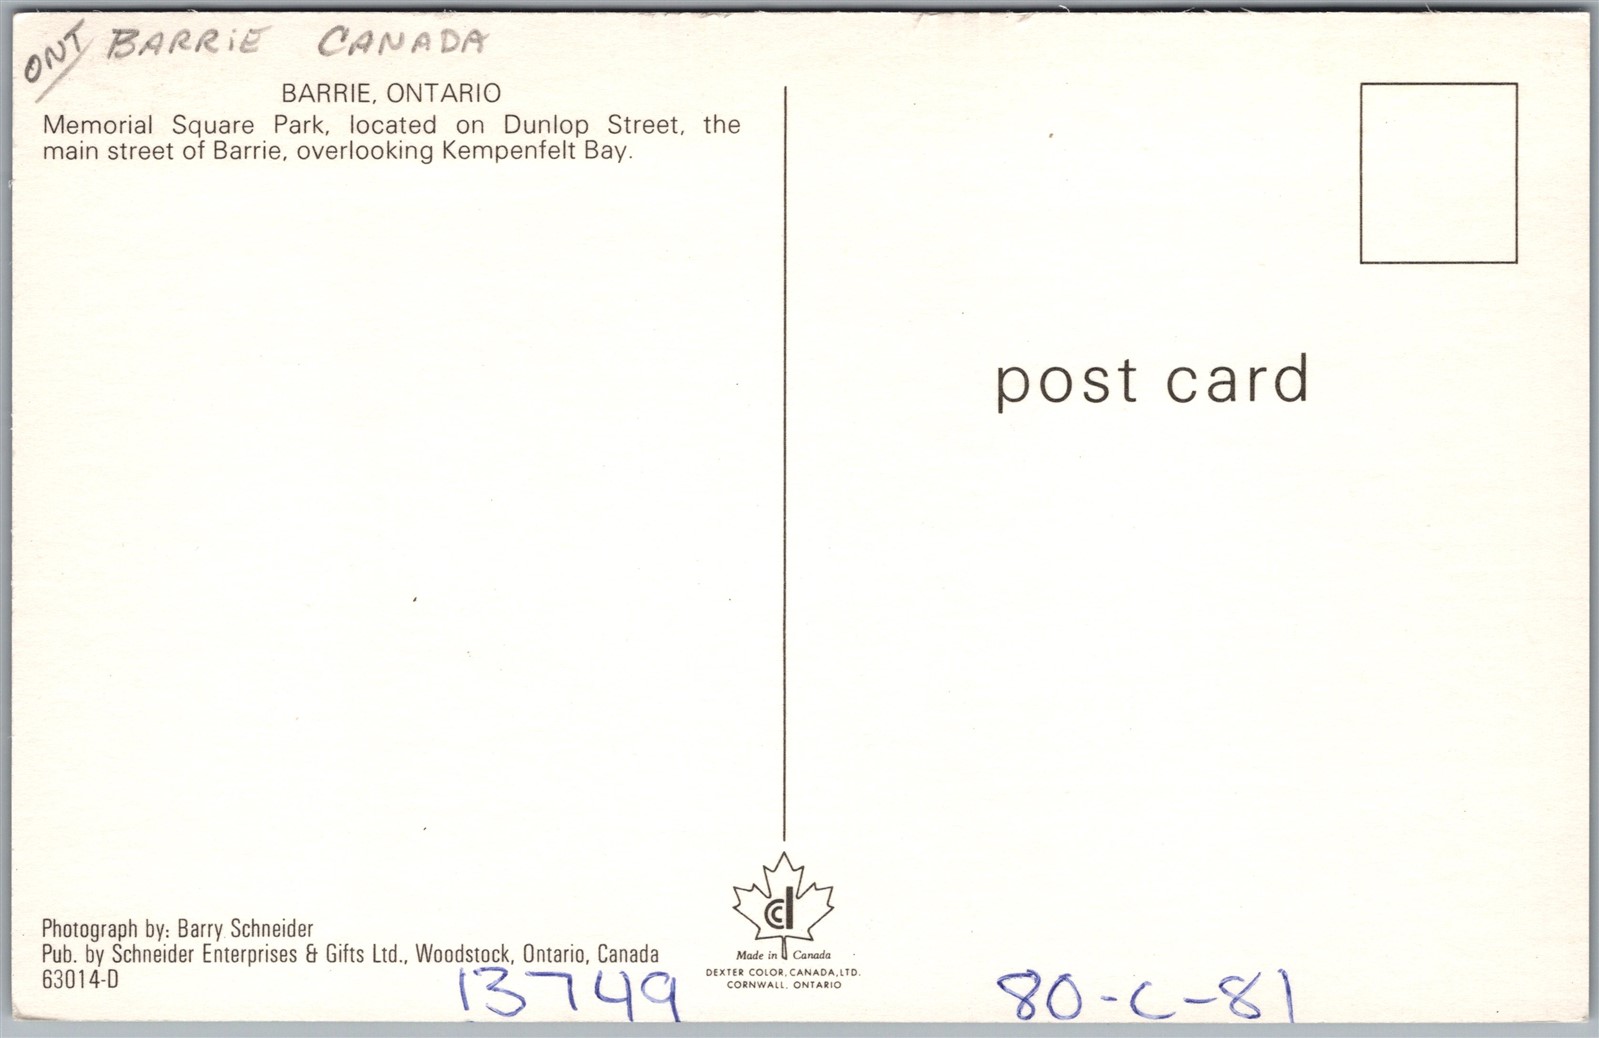 ONT BARRIE CANADA
BARRIE, ONTARIO
Memorial Square Park, located on Dunlop Street, the
main street of Barrie, overlooking Kempenfelt Bay.
post card
Photograph by: Barry Schneider
Pub. by Schneider Enterprises & Gifts Ltd., Woodstock, Ontario, Canada
63014-D
dcc
Made in Canada
DEXTER COLOR, CANADA, LTD.
CORNWALL, ONTARIO
13749
80-C-81